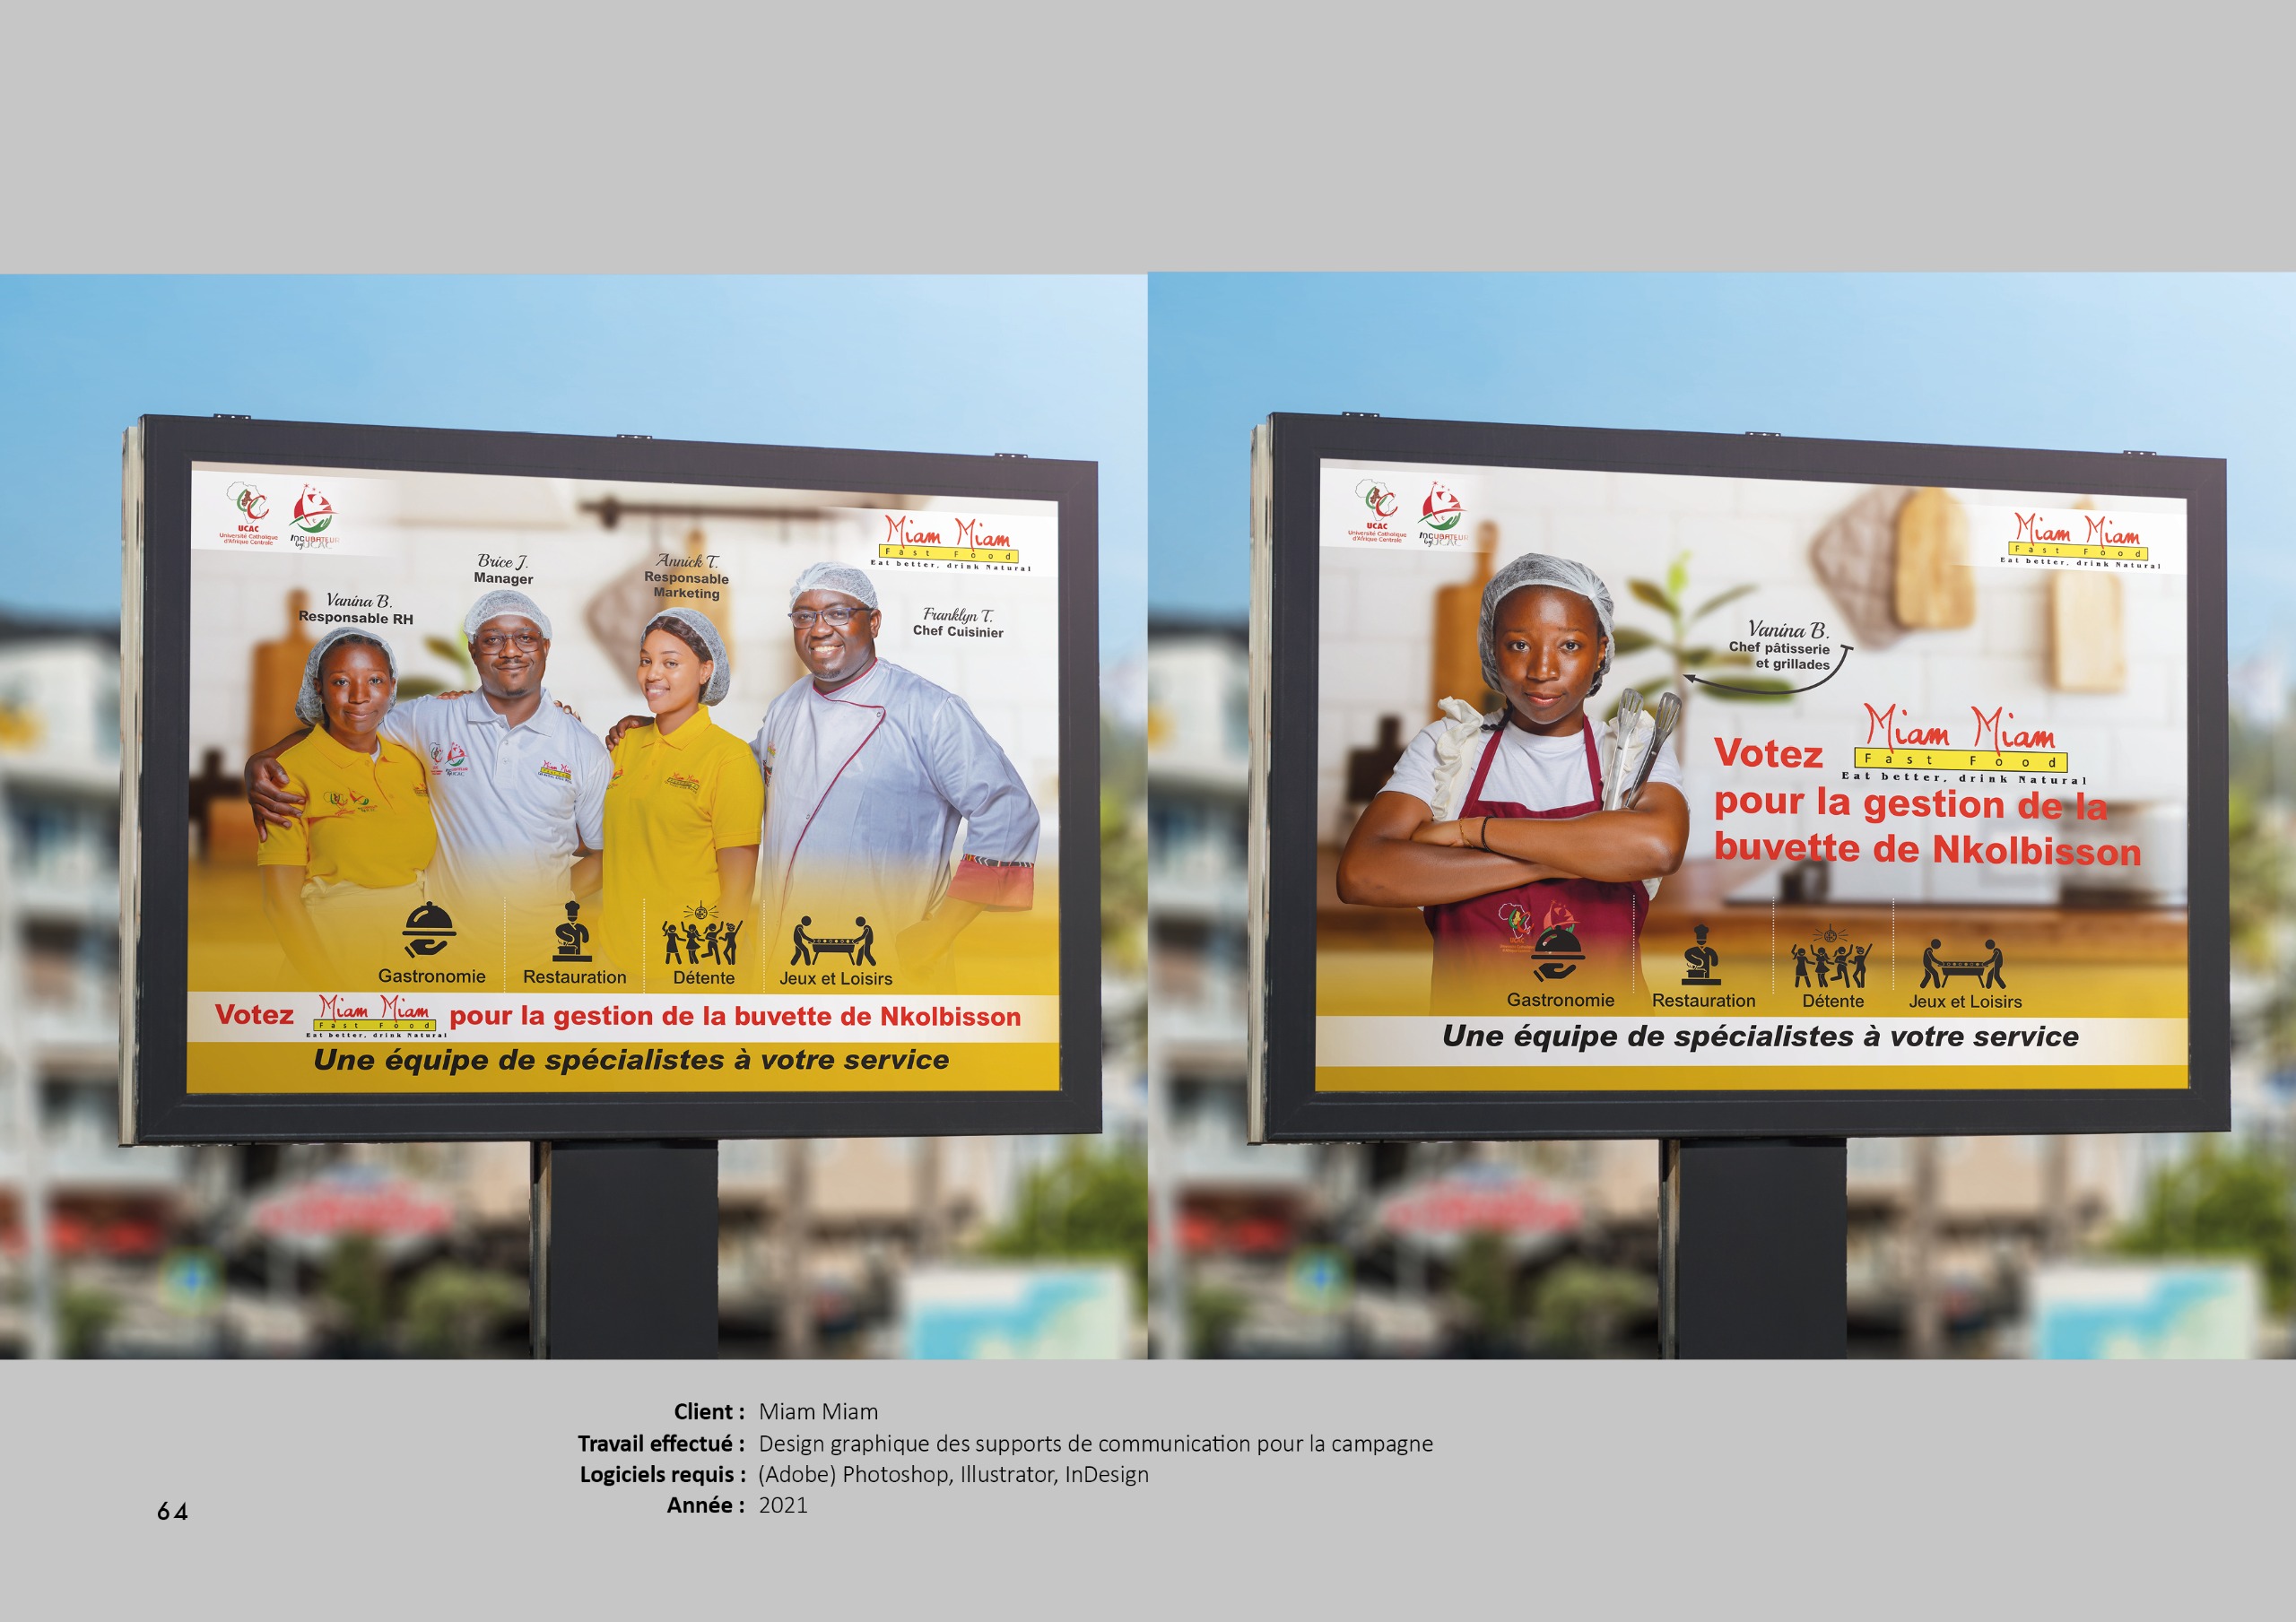 UCAC
Université Catholique
d'Afrique Centrale
INCUBATEUR
by UCAC
Miam Miam
Fast Food
Eat better, drink Natural
Vanina B.
Responsable RH
Brice J.
Manager
Annick T.
Responsable
Marketing
Franklyn T.
Chef Cuisinier
Gastronomie
Restauration
Détente
Jeux et Loisirs
Votez Miam Miam pour la gestion de la buvette de Nkolbisson
Fast Food
Eat better, drink Natural
Une équipe de spécialistes à votre service
UCAC
Université Catholique
d'Afrique Centrale
INCUBATEUR
by UCAC
Miam Miam
Fast Food
Eat better, drink Natural
Vanina B.
Chef pâtisserie
et grillades
Votez Miam Miam
Fast Food
Eat better, drink Natural
pour la gestion de la
buvette de Nkolbisson
Gastronomie
Restauration
Détente
Jeux et Loisirs
Une équipe de spécialistes à votre service
Client : Miam Miam
Travail effectué : Design graphique des supports de communication pour la campagne
Logiciels requis : (Adobe) Photoshop, Illustrator, InDesign
Année : 2021
64